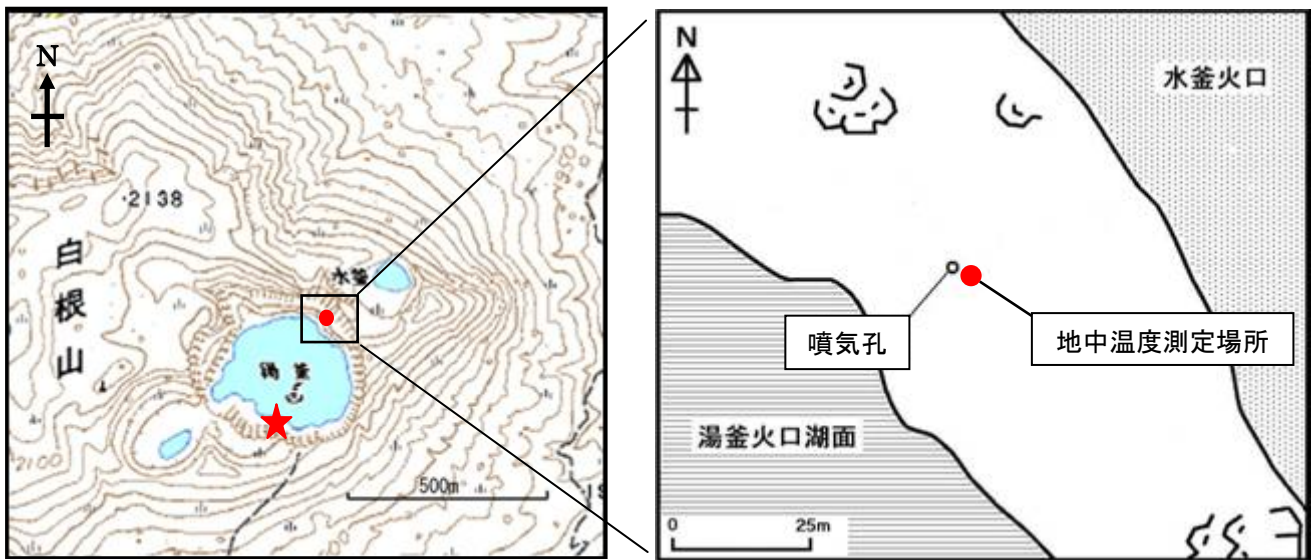 N
・2138
白根山
水釜
湯釜
2100
500m
N
水釜火口
噴気孔
地中温度測定場所
湯釜火口湖面
0
25m